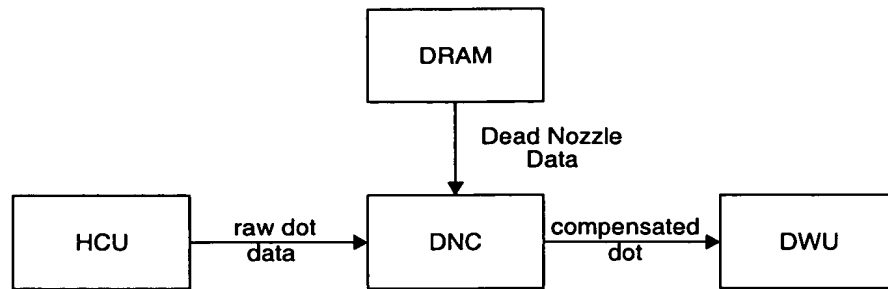 DRAM
Dead Nozzle
Data
HCU
raw dot
data
DNC
compensated
dot
DWU